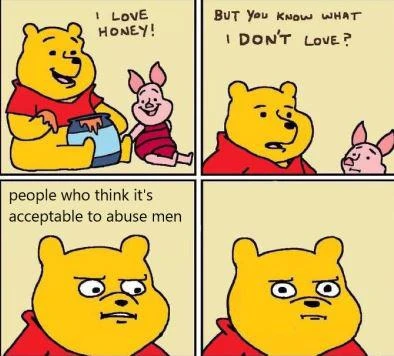 I LOVE
HONEY!
BUT You KNOW WHAT
I DON'T LOVE?
people who think it's
acceptable to abuse men